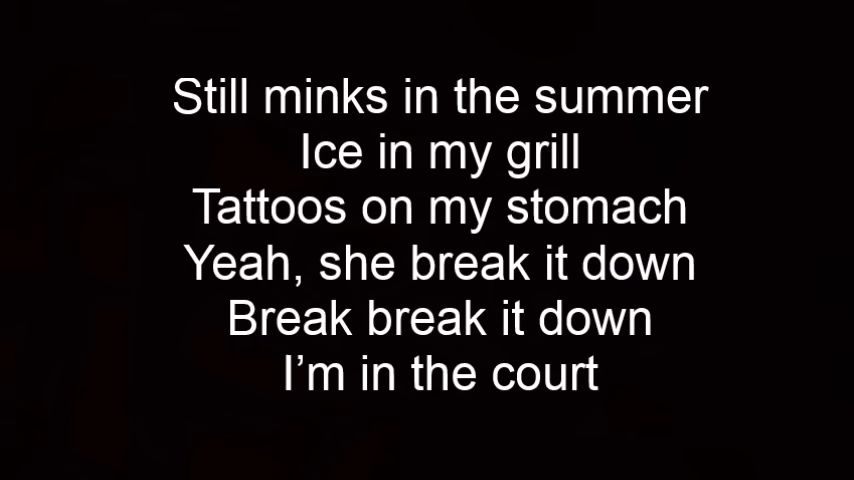 Still minks in the summer
Ice in my grill
Tattoos on my stomach
Yeah, she break it down
Break break it down
I’m in the court